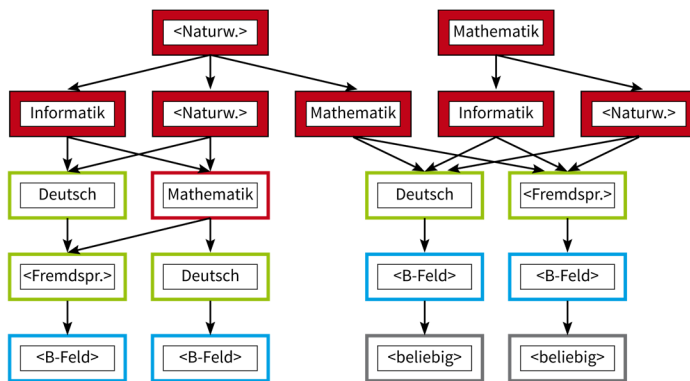 <Naturw.>
Mathematik
Informatik
<Naturw.>
Mathematik
Informatik
<Naturw.>
Deutsch
Mathematik
Deutsch
<Fremdspr.>
<Fremdspr.>
Deutsch
<B-Feld>
<B-Feld>
<B-Feld>
<B-Feld>
<beliebig>
<beliebig>